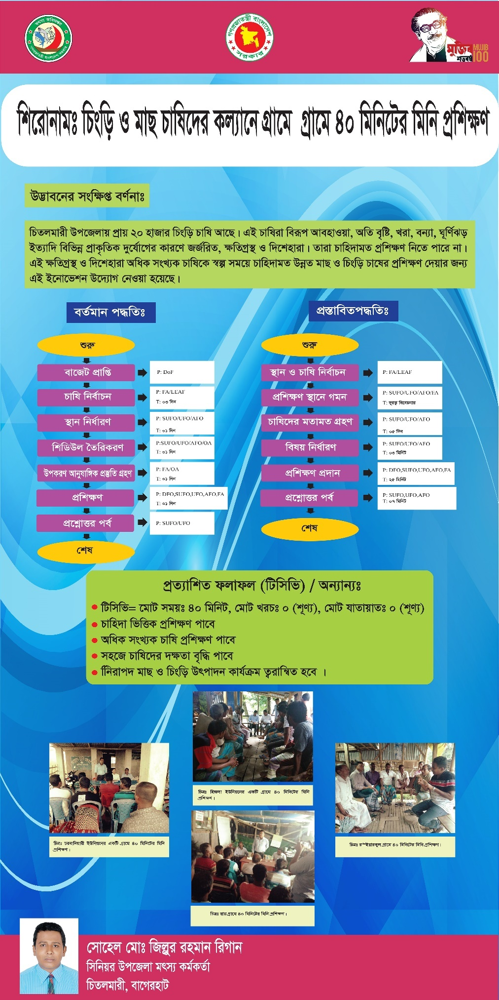 মৎস্য অধিদপ্তর
গণপ্রজাতন্ত্রী বাংলাদেশ সরকার
গণপ্রজাতন্ত্রী বাংলাদেশ
সরকার
মুজিব
শতবর্ষ
MUJIB
100
শিরোনামঃ চিংড়ি ও মাছ চাষিদের কল্যানে গ্রামে গ্রামে ৪০ মিনিটের মিনি প্রশিক্ষণ
উদ্ভাবনের সংক্ষিপ্ত বর্ণনাঃ
চিতলমারী উপজেলায় প্রায় ২০ হাজার চিংড়ি চাষি আছে। এই চাষিরা বিরূপ আবহাওয়া, অতি বৃষ্টি, খরা, বন্যা, ঘূর্ণিঝড়
ইত্যাদি বিভিন্ন প্রাকৃতিক দুর্যোগের কারণে জর্জরিত, ক্ষতিগ্রস্থ ও দিশেহারা। তারা চাহিদামত প্রশিক্ষণ নিতে পারে না।
এই ক্ষতিগ্রস্থ ও দিশেহারা অধিক সংখ্যক চাষিকে স্বল্প সময়ে চাহিদামত উন্নত মাছ ও চিংড়ি চাষের প্রশিক্ষণ দেয়ার জন্য
এই ইনোভেশন উদ্যোগ নেওয়া হয়েছে।
বর্তমান পদ্ধতিঃ
শুরু
বাজেট প্রাপ্তি
P: DoF
চাষি নির্বাচন
P: FA/LEAF
T: ০৩ দিন
স্থান নির্ধারণ
P: SUFO/UFO/AFO
T: ০১ দিন
শিডিউল তৈরিকরণ
P:SUFO/UFO/AFO/OA
T: ০১ দিন
উপকরণ আনুষাঙ্গিক প্রস্তুতি গ্রহণ
P: FA/OA
T: ০১ দিন
প্রশিক্ষণ
P: DFO,SUFO,UFO,AFO,FA
T: ০১ দিন
প্রশ্নোত্তর পর্ব
P: SUFO/UFO
শেষ
প্রস্তাবিতপদ্ধতিঃ
শুরু
স্থান ও চাষি নির্বাচন
P: FA/LEAF
প্রশিক্ষণ স্থানে গমন
P: SUFO/UFO/AFO/FA
T: দূরত্ব বিবেচনায়
চাষিদের মতামত গ্রহণ
P: SUFO/UFO/AFO
T: ০৫ দিন
বিষয় নির্ধারণ
P: SUFO/UFO/AFO
T: ০৩ মিনিট
প্রশিক্ষণ প্রদান
P: DFO,SUFO,UFO,AFO,FA
T: ২৫ মিনিট
প্রশ্নোত্তর পর্ব
P: SUFO,UFO,AFO
T: ০৭ মিনিট
শেষ
প্রত্যাশিত ফলাফল (টিসিভি) / অন্যান্যঃ
টিসিভি= মোট সময়ঃ ৪০ মিনিট, মোট খরচঃ ০ (শূণ্য), মোট যাতায়াতঃ ০ (শূণ্য)
চাহিদা ভিত্তিক প্রশিক্ষণ পাবে
অধিক সংখ্যক চাষি প্রশিক্ষণ পাবে
সহজে চাষিদের দক্ষতা বৃদ্ধি পাবে
নিিরাপদ মাছ ও চিংড়ি উৎপাদন কার্যক্রম ত্বরান্বিত হবে ।
চিত্রঃ হিজলা ইউনিয়নের একটি গ্রামে ৪০ মিনিটের মিনি
প্রশিক্ষণ।
চিত্রঃ চরবানিয়ারী ইউনিয়নের একটি গ্রামে ৪০ মিনিটের মিনি
প্রশিক্ষণ।
চিত্রঃ গ্রামে ৪০ মিনিটের মিনি প্রশিক্ষণ।
চিত্রঃ রায়গ্রামে ৪০ মিনিটের মিনি প্রশিক্ষণ।
সোহেল মোঃ জিল্লুর রহমান রিগান
সিনিয়র উপজেলা মৎস্য কর্মকর্তা
চিতলমারী, বাগেরহাট